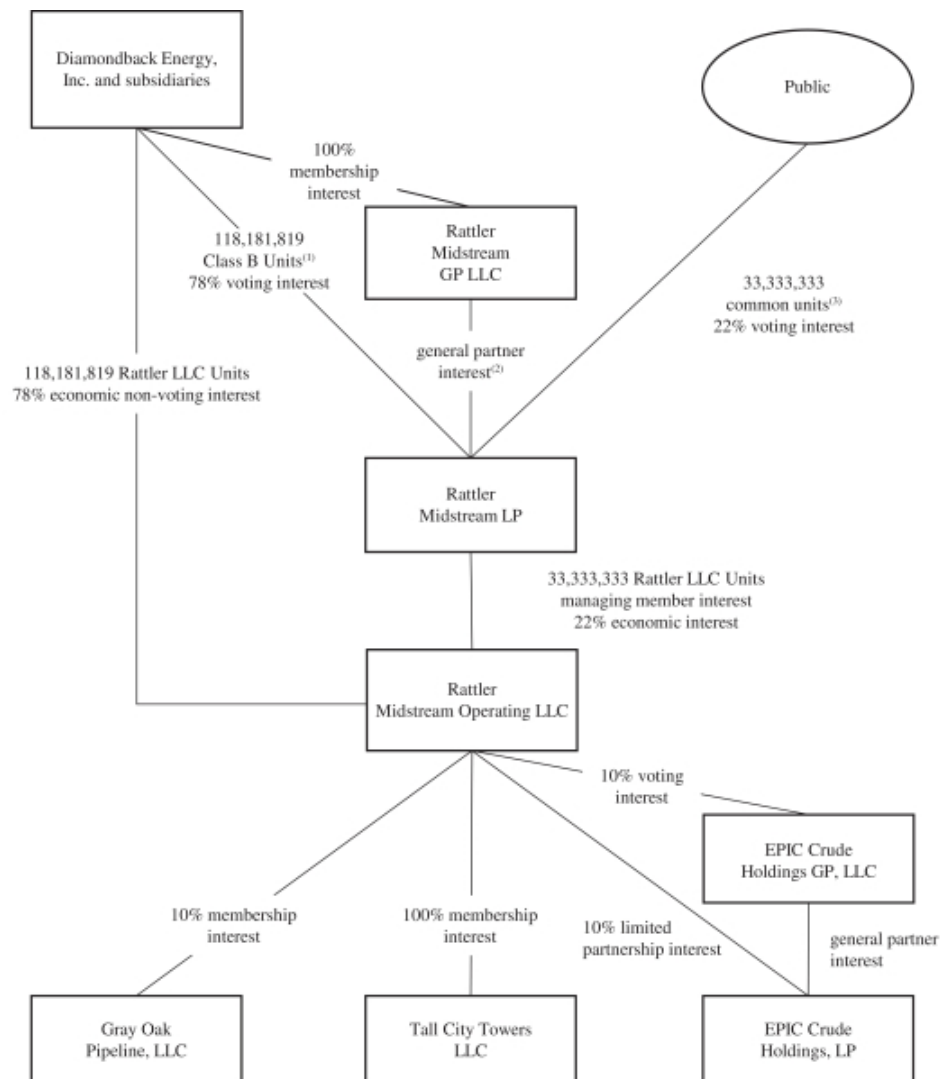 Diamondback Energy,
Inc. and subsidiaries
Public
100%
membership
interest
Rattler
Midstream
GP LLC
118,181,819
Class B Units(1)
78% voting interest
33,333,333
common units(3)
22% voting interest
general partner
interest(2)
118,181,819 Rattler LLC Units
78% economic non-voting interest
Rattler
Midstream LP
33,333,333 Rattler LLC Units
managing member interest
22% economic interest
Rattler
Midstream Operating LLC
10% voting
interest
EPIC Crude
Holdings GP, LLC
10% membership
interest
100% membership
interest
10% limited
partnership interest
general partner
interest
Gray Oak
Pipeline, LLC
Tall City Towers
LLC
EPIC Crude
Holdings, LP